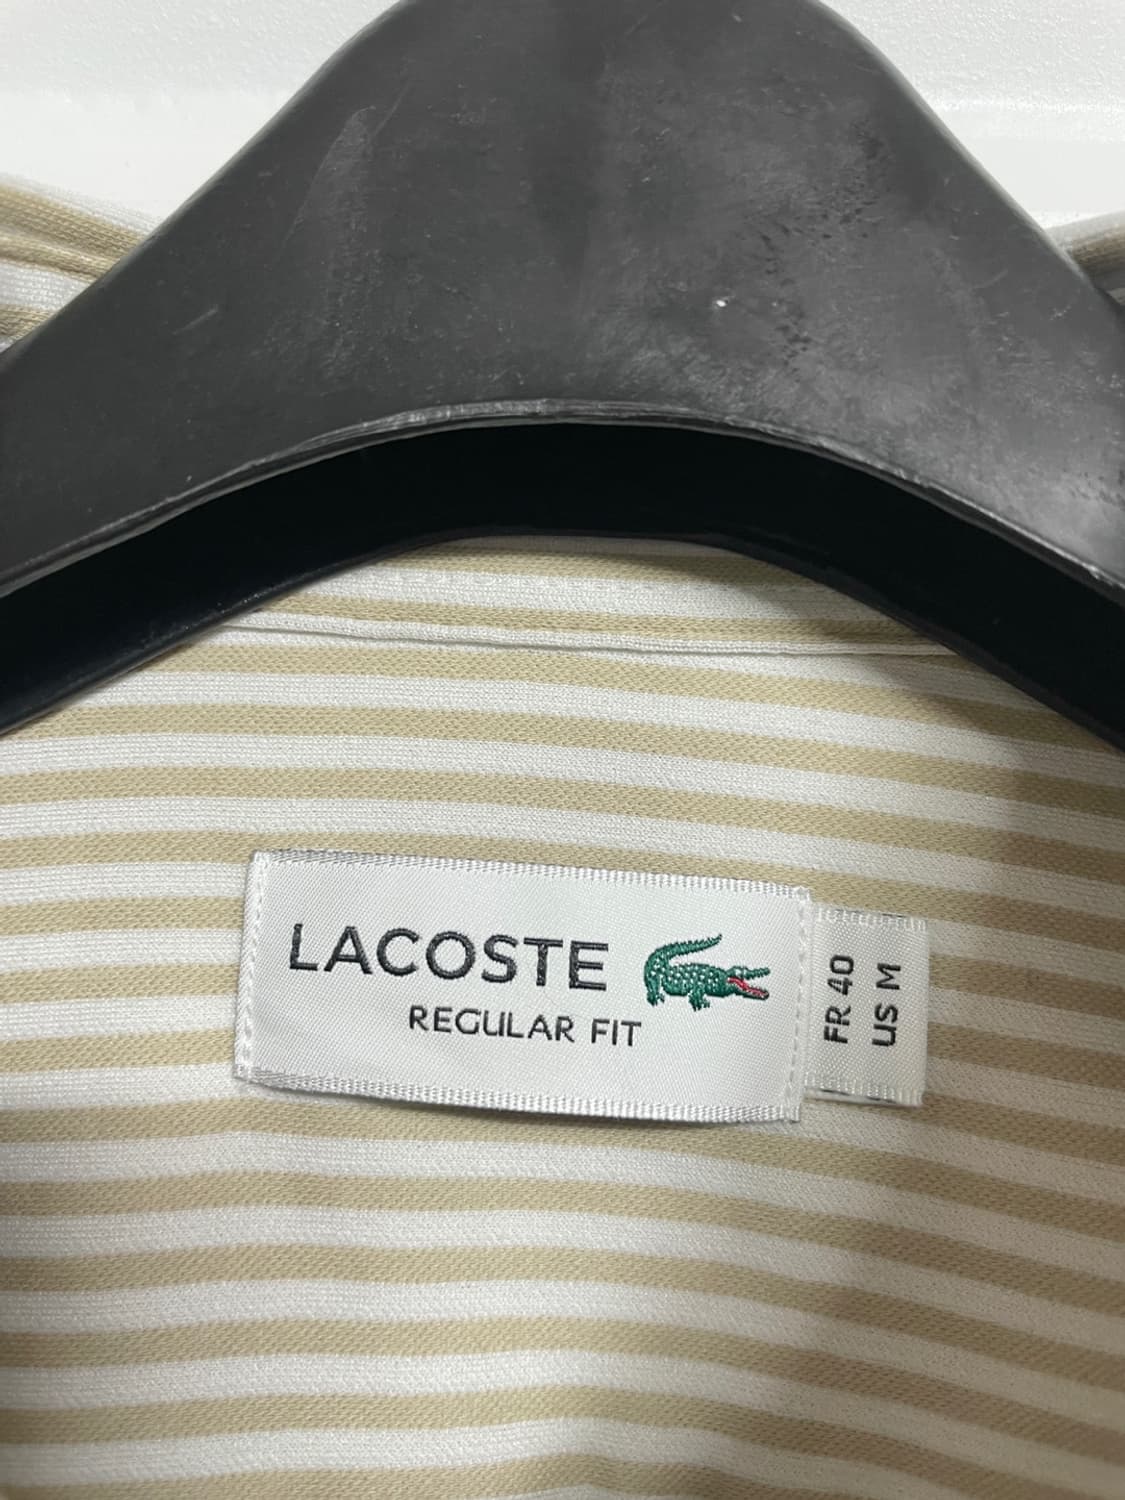 LACOSTE
REGULAR FIT
FR 40
US M